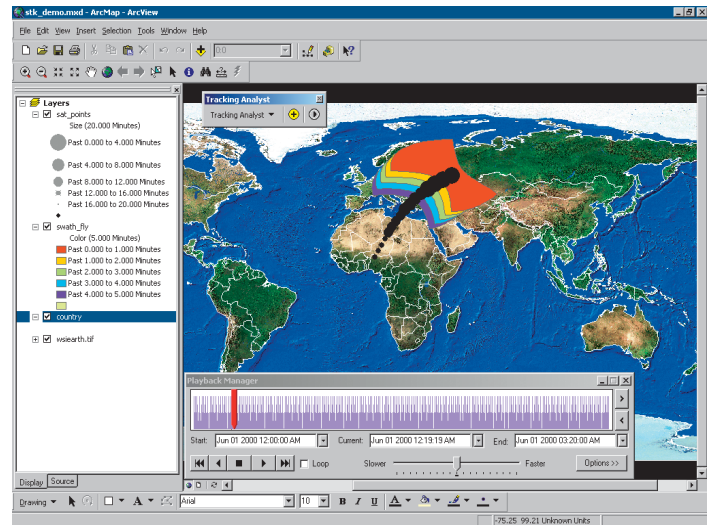 stk_demo.mxd - ArcMap - ArcView
File Edit View Insert Selection Tools Window Help
0:0
Layers
sat_points
Size (20.000 Minutes)
Past 0.000 to 4.000 Minutes
Past 4.000 to 8.000 Minutes
Past 8.000 to 12.000 Minutes
Past 12.000 to 16.000 Minutes
Past 16.000 to 20.000 Minutes
swath_fly
Color (5.000 Minutes)
Past 0.000 to 1.000 Minutes
Past 1.000 to 2.000 Minutes
Past 2.000 to 3.000 Minutes
Past 3.000 to 4.000 Minutes
Past 4.000 to 5.000 Minutes
country
wsiearth.tif
Display Source
Tracking Analyst
Tracking Analyst
Playback Manager
Start: Jun 01 2000 12:00:00 AM Current: Jun 01 2000 12:19:19 AM End: Jun 01 2000 03:20:00 AM
Loop Slower Faster Options >>
Drawing A Arial 10 B I U A
-75.25 99.21 Unknown Units